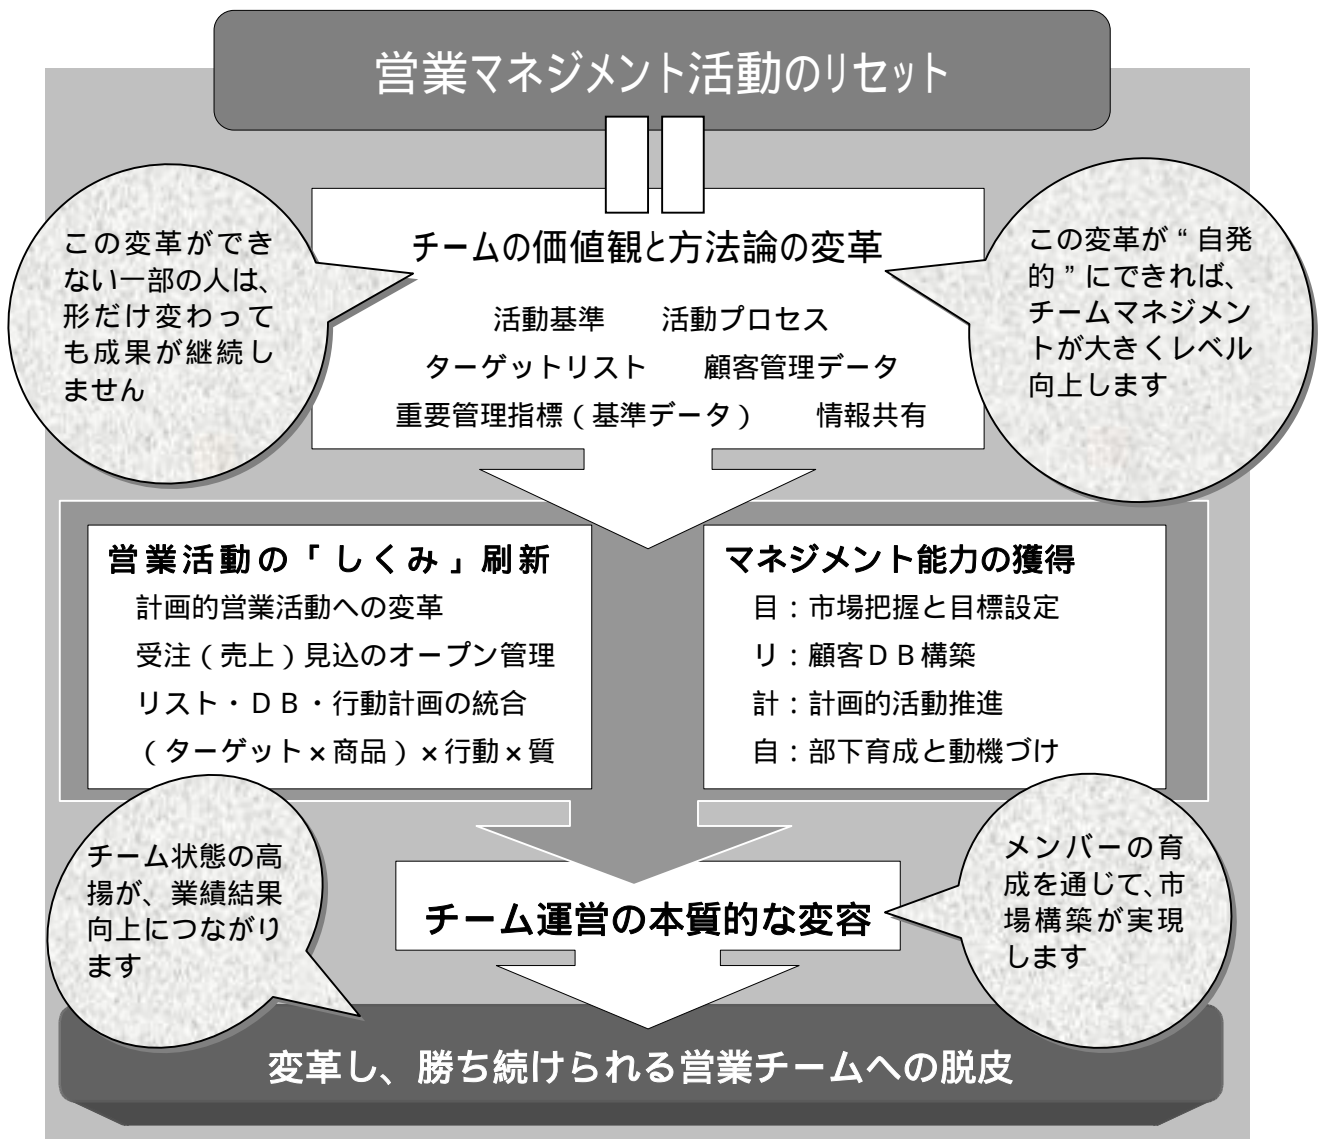 営業マネジメント活動のリセット
この変革ができ
ない一部の人は、
形だけ変わって
も成果が継続し
ません
チームの価値観と方法論の変革
活動基準　　活動プロセス
ターゲットリスト　　顧客管理データ
重要管理指標（基準データ）　　情報共有
この変革が“自発
的”にできれば、
チームマネジメン
トが大きくレベル
向上します
営業活動の「しくみ」刷新
計画的営業活動への変革
受注（売上）見込のオープン管理
リスト・ＤＢ・行動計画の統合
（ターゲット×商品）×行動×質
マネジメント能力の獲得
目：市場把握と目標設定
リ：顧客ＤＢ構築
計：計画的活動推進
自：部下育成と動機づけ
チーム状態の高
揚が、業績結果
向上につながり
ます
チーム運営の本質的な変容
メンバーの育
成を通じて、市
場構築が実現
します
変革し、勝ち続けられる営業チームへの脱皮